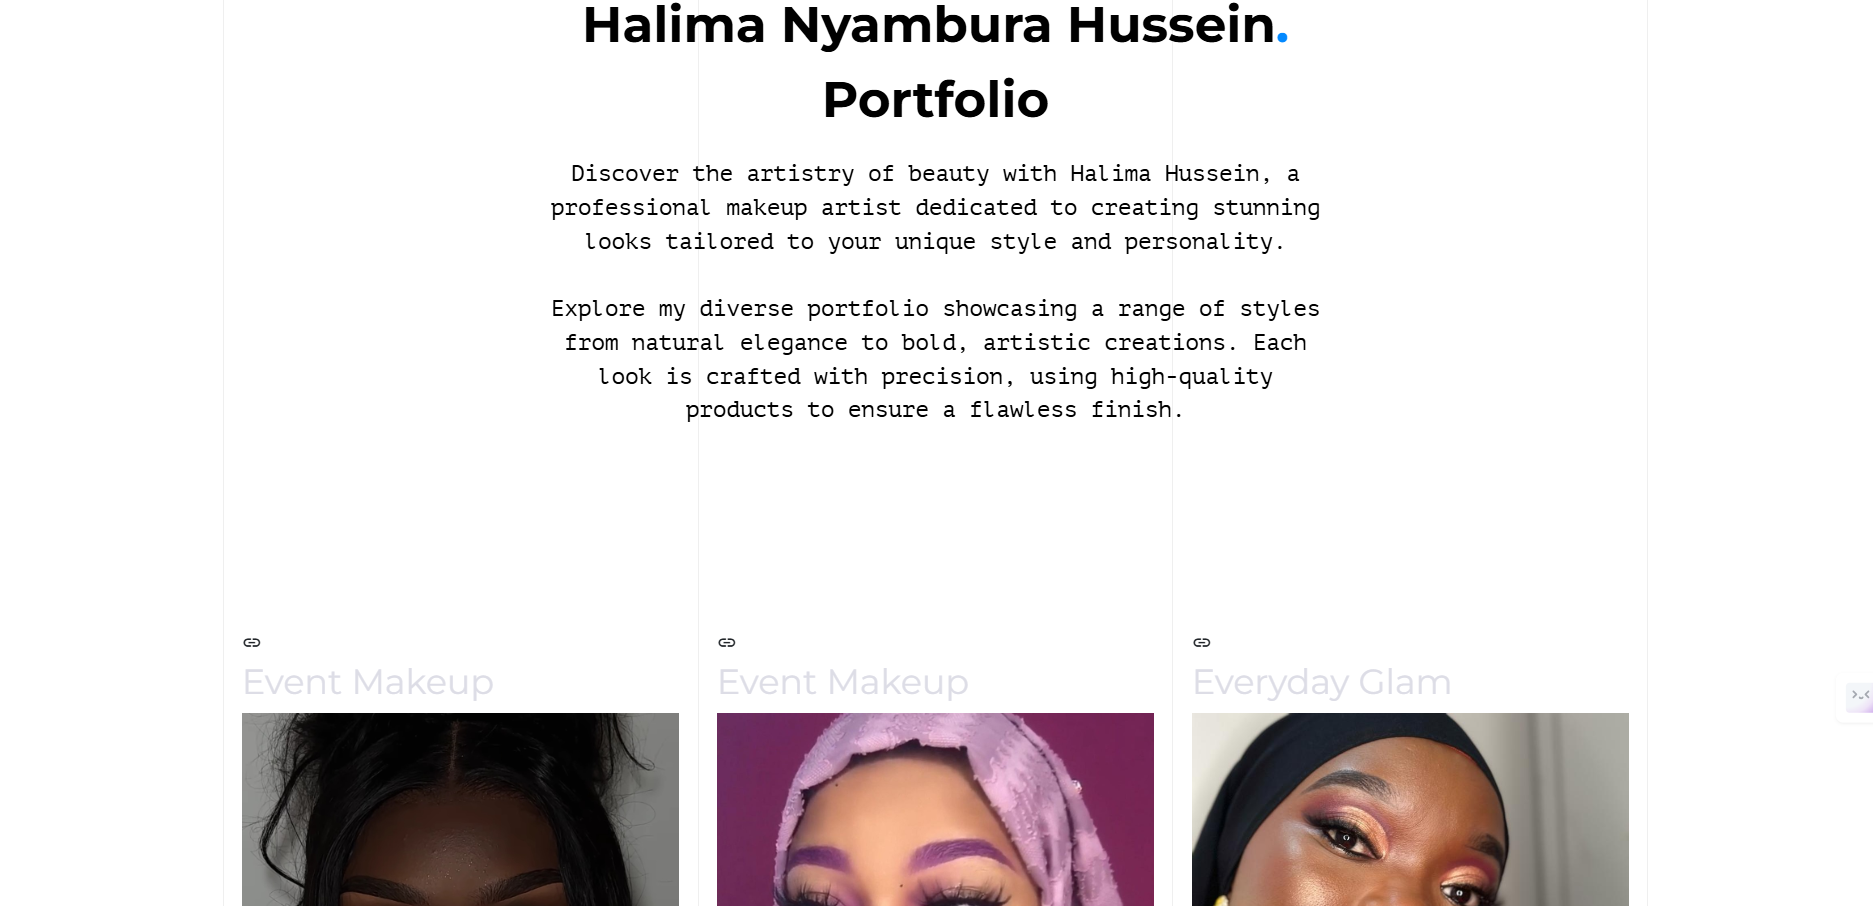 Halima Nyambura Hussein.
Portfolio
Discover the artistry of beauty with Halima Hussein, a
professional makeup artist dedicated to creating stunning
looks tailored to your unique style and personality.
Explore my diverse portfolio showcasing a range of styles
from natural elegance to bold, artistic creations. Each
look is crafted with precision, using high-quality
products to ensure a flawless finish.
Event Makeup
Event Makeup
Everyday Glam